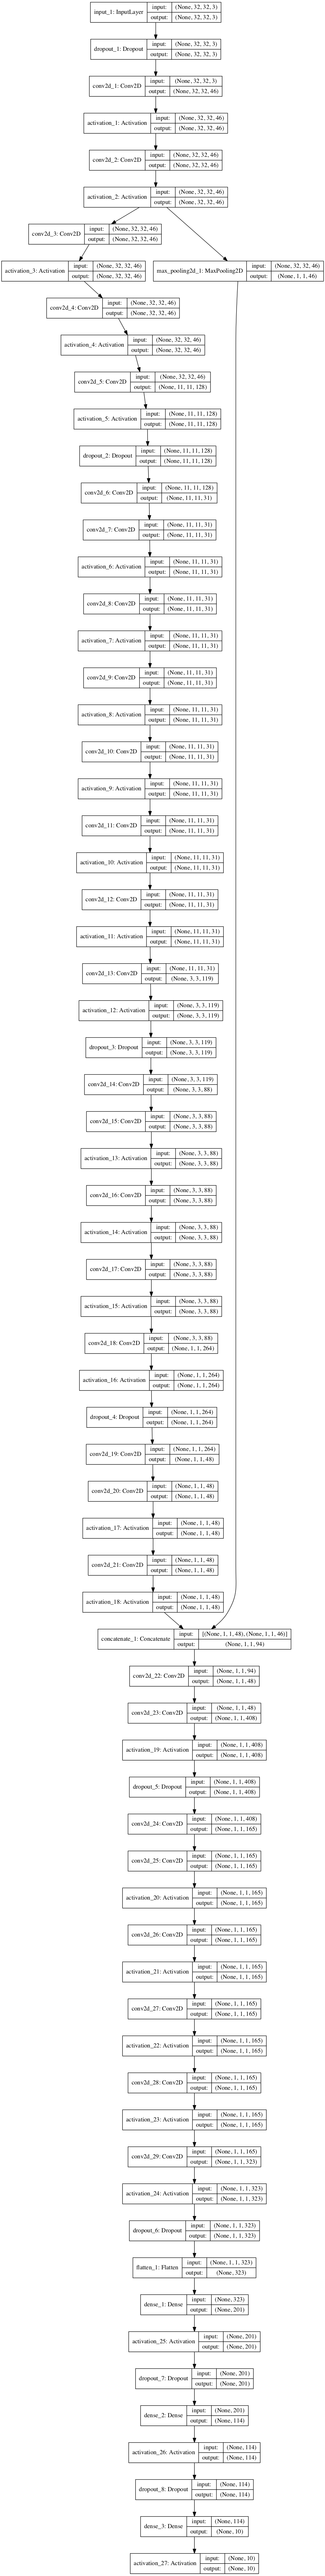 input_1: InputLayer
input: (None, 32, 32, 3)
output: (None, 32, 32, 3)
dropout_1: Dropout
input: (None, 32, 32, 3)
output: (None, 32, 32, 3)
conv2d_1: Conv2D
input: (None, 32, 32, 3)
output: (None, 32, 32, 46)
activation_1: Activation
input: (None, 32, 32, 46)
output: (None, 32, 32, 46)
conv2d_2: Conv2D
input: (None, 32, 32, 46)
output: (None, 32, 32, 46)
activation_2: Activation
input: (None, 32, 32, 46)
output: (None, 32, 32, 46)
conv2d_3: Conv2D
input: (None, 32, 32, 46)
output: (None, 32, 32, 46)
activation_3: Activation
input: (None, 32, 32, 46)
output: (None, 32, 32, 46)
max_pooling2d_1: MaxPooling2D
input: (None, 32, 32, 46)
output: (None, 1, 1, 46)
conv2d_4: Conv2D
input: (None, 32, 32, 46)
output: (None, 32, 32, 46)
activation_4: Activation
input: (None, 32, 32, 46)
output: (None, 32, 32, 46)
conv2d_5: Conv2D
input: (None, 32, 32, 46)
output: (None, 11, 11, 128)
activation_5: Activation
input: (None, 11, 11, 128)
output: (None, 11, 11, 128)
dropout_2: Dropout
input: (None, 11, 11, 128)
output: (None, 11, 11, 128)
conv2d_6: Conv2D
input: (None, 11, 11, 128)
output: (None, 11, 11, 31)
conv2d_7: Conv2D
input: (None, 11, 11, 31)
output: (None, 11, 11, 31)
activation_6: Activation
input: (None, 11, 11, 31)
output: (None, 11, 11, 31)
conv2d_8: Conv2D
input: (None, 11, 11, 31)
output: (None, 11, 11, 31)
activation_7: Activation
input: (None, 11, 11, 31)
output: (None, 11, 11, 31)
conv2d_9: Conv2D
input: (None, 11, 11, 31)
output: (None, 11, 11, 31)
activation_8: Activation
input: (None, 11, 11, 31)
output: (None, 11, 11, 31)
conv2d_10: Conv2D
input: (None, 11, 11, 31)
output: (None, 11, 11, 31)
activation_9: Activation
input: (None, 11, 11, 31)
output: (None, 11, 11, 31)
conv2d_11: Conv2D
input: (None, 11, 11, 31)
output: (None, 11, 11, 31)
activation_10: Activation
input: (None, 11, 11, 31)
output: (None, 11, 11, 31)
conv2d_12: Conv2D
input: (None, 11, 11, 31)
output: (None, 11, 11, 31)
activation_11: Activation
input: (None, 11, 11, 31)
output: (None, 11, 11, 31)
conv2d_13: Conv2D
input: (None, 11, 11, 31)
output: (None, 3, 3, 119)
activation_12: Activation
input: (None, 3, 3, 119)
output: (None, 3, 3, 119)
dropout_3: Dropout
input: (None, 3, 3, 119)
output: (None, 3, 3, 119)
conv2d_14: Conv2D
input: (None, 3, 3, 119)
output: (None, 3, 3, 88)
conv2d_15: Conv2D
input: (None, 3, 3, 88)
output: (None, 3, 3, 88)
activation_13: Activation
input: (None, 3, 3, 88)
output: (None, 3, 3, 88)
conv2d_16: Conv2D
input: (None, 3, 3, 88)
output: (None, 3, 3, 88)
activation_14: Activation
input: (None, 3, 3, 88)
output: (None, 3, 3, 88)
conv2d_17: Conv2D
input: (None, 3, 3, 88)
output: (None, 3, 3, 88)
activation_15: Activation
input: (None, 3, 3, 88)
output: (None, 3, 3, 88)
conv2d_18: Conv2D
input: (None, 3, 3, 88)
output: (None, 1, 1, 264)
activation_16: Activation
input: (None, 1, 1, 264)
output: (None, 1, 1, 264)
dropout_4: Dropout
input: (None, 1, 1, 264)
output: (None, 1, 1, 264)
conv2d_19: Conv2D
input: (None, 1, 1, 264)
output: (None, 1, 1, 48)
conv2d_20: Conv2D
input: (None, 1, 1, 48)
output: (None, 1, 1, 48)
activation_17: Activation
input: (None, 1, 1, 48)
output: (None, 1, 1, 48)
conv2d_21: Conv2D
input: (None, 1, 1, 48)
output: (None, 1, 1, 48)
activation_18: Activation
input: (None, 1, 1, 48)
output: (None, 1, 1, 48)
concatenate_1: Concatenate
input: [(None, 1, 1, 48), (None, 1, 1, 46)]
output: (None, 1, 1, 94)
conv2d_22: Conv2D
input: (None, 1, 1, 94)
output: (None, 1, 1, 48)
conv2d_23: Conv2D
input: (None, 1, 1, 48)
output: (None, 1, 1, 408)
activation_19: Activation
input: (None, 1, 1, 408)
output: (None, 1, 1, 408)
dropout_5: Dropout
input: (None, 1, 1, 408)
output: (None, 1, 1, 408)
conv2d_24: Conv2D
input: (None, 1, 1, 408)
output: (None, 1, 1, 165)
conv2d_25: Conv2D
input: (None, 1, 1, 165)
output: (None, 1, 1, 165)
activation_20: Activation
input: (None, 1, 1, 165)
output: (None, 1, 1, 165)
conv2d_26: Conv2D
input: (None, 1, 1, 165)
output: (None, 1, 1, 165)
activation_21: Activation
input: (None, 1, 1, 165)
output: (None, 1, 1, 165)
conv2d_27: Conv2D
input: (None, 1, 1, 165)
output: (None, 1, 1, 165)
activation_22: Activation
input: (None, 1, 1, 165)
output: (None, 1, 1, 165)
conv2d_28: Conv2D
input: (None, 1, 1, 165)
output: (None, 1, 1, 165)
activation_23: Activation
input: (None, 1, 1, 165)
output: (None, 1, 1, 165)
conv2d_29: Conv2D
input: (None, 1, 1, 165)
output: (None, 1, 1, 323)
activation_24: Activation
input: (None, 1, 1, 323)
output: (None, 1, 1, 323)
dropout_6: Dropout
input: (None, 1, 1, 323)
output: (None, 1, 1, 323)
flatten_1: Flatten
input: (None, 1, 1, 323)
output: (None, 323)
dense_1: Dense
input: (None, 323)
output: (None, 201)
activation_25: Activation
input: (None, 201)
output: (None, 201)
dropout_7: Dropout
input: (None, 201)
output: (None, 201)
dense_2: Dense
input: (None, 201)
output: (None, 114)
activation_26: Activation
input: (None, 114)
output: (None, 114)
dropout_8: Dropout
input: (None, 114)
output: (None, 114)
dense_3: Dense
input: (None, 114)
output: (None, 10)
activation_27: Activation
input: (None, 10)
output: (None, 10)